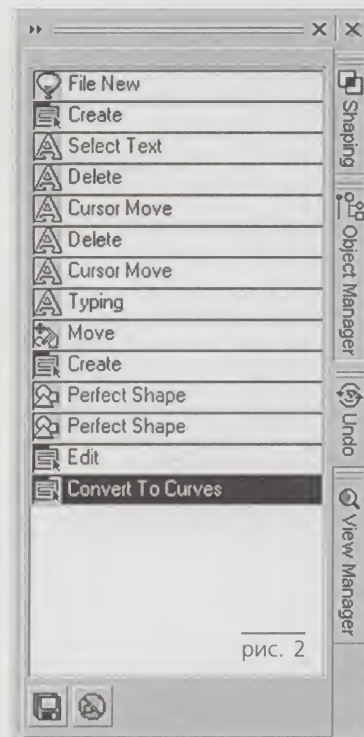 File New
Create
Select Text
Delete
Cursor Move
Delete
Cursor Move
Typing
Move
Create
Perfect Shape
Perfect Shape
Edit
Convert To Curves
рис. 2
Shaping
Object Manager
Undo
View Manager